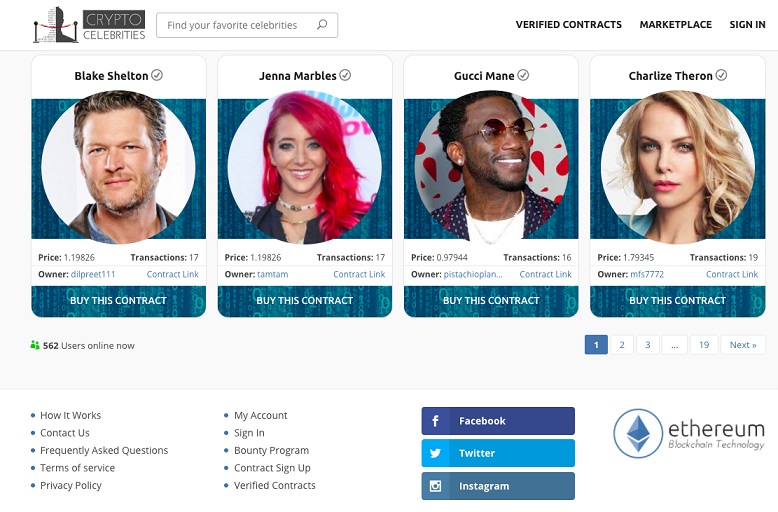 CRYPTO
CELEBRITIES
Find your favorite celebrities
VERIFIED CONTRACTS MARKETPLACE SIGN IN
Blake Shelton Jenna Marbles Gucci Mane Charlize Theron
Price: 1.19826 Transactions: 17 Price: 1.19826 Transactions: 17 Price: 0.97944 Transactions: 16 Price: 1.79345 Transactions: 19
Owner: dilpreet111 Contract Link Owner: tamtam Contract Link Owner: pistachioplan... Contract Link Owner: mfs7772 Contract Link
BUY THIS CONTRACT BUY THIS CONTRACT BUY THIS CONTRACT BUY THIS CONTRACT
562 Users online now 1 2 3 ... 19 Next »
How It Works My Account Facebook
Contact Us Sign In
Frequently Asked Questions Bounty Program Twitter
Terms of service Contract Sign Up
Privacy Policy Verified Contracts Instagram
ethereum
Blockchain Technology